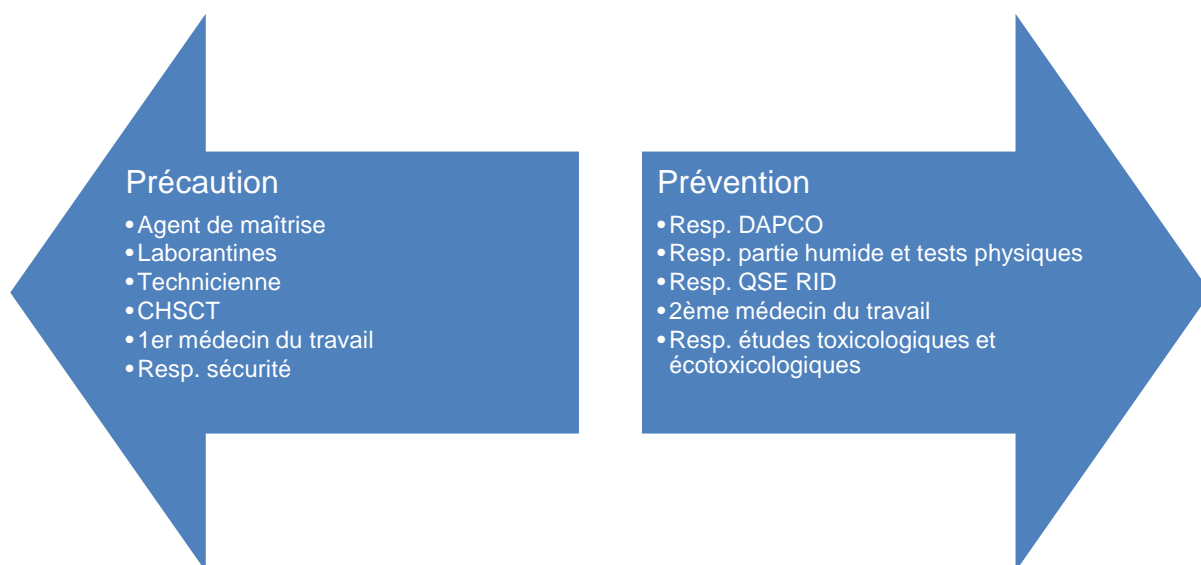 Précaution
•Agent de maîtrise
•Laborantines
•Technicienne
•CHSCT
•1er médecin du travail
•Resp. sécurité
Prévention
•Resp. DAPCO
•Resp. partie humide et tests physiques
•Resp. QSE RID
•2ème médecin du travail
•Resp. études toxicologiques et
écotoxicologiques